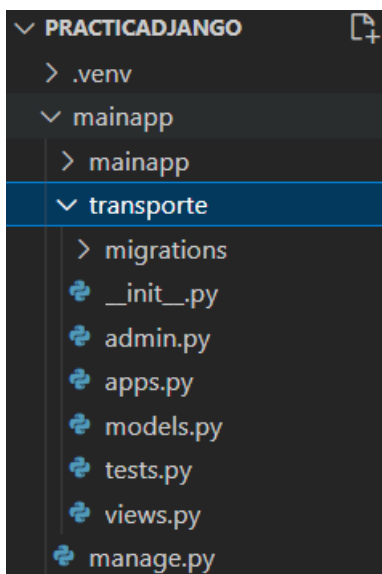 PRACTICADJANGO
.venv
mainapp
mainapp
transporte
migrations
__init__.py
admin.py
apps.py
models.py
tests.py
views.py
manage.py